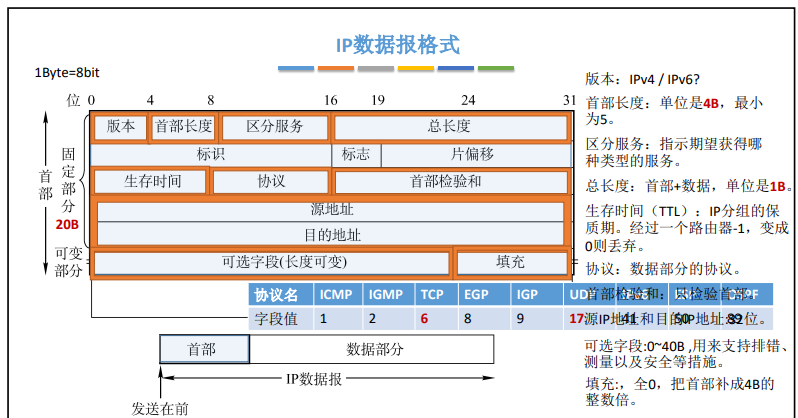 IP数据报格式
1Byte=8bit
位 0 4 8 16 19 24 31
版本 首部长度 区分服务 总长度
标识 标志 片偏移
生存时间 协议 首部检验和
源地址
目的地址
可选字段(长度可变) 填充
首部
固定部分
20B
可变部分
协议名 ICMP IGMP TCP EGP IGP UDP
字段值 1 2 6 8 9 17 41 50 89
首部 数据部分
IP数据报
发送在前
版本：IPv4 / IPv6?
首部长度：单位是4B，最小
为5。
区分服务：指示期望获得哪
种类型的服务。
总长度：首部+数据，单位是1B。
生存时间（TTL）：IP分组的保
质期。经过一个路由器-1，变成
0则丢弃。
协议：数据部分的协议。
首部检验和：只检验首部。
源IP地址和目的IP地址:32位。
可选字段:0~40B ,用来支持排错、
测量以及安全等措施。
填充:，全0，把首部补成4B的
整数倍。